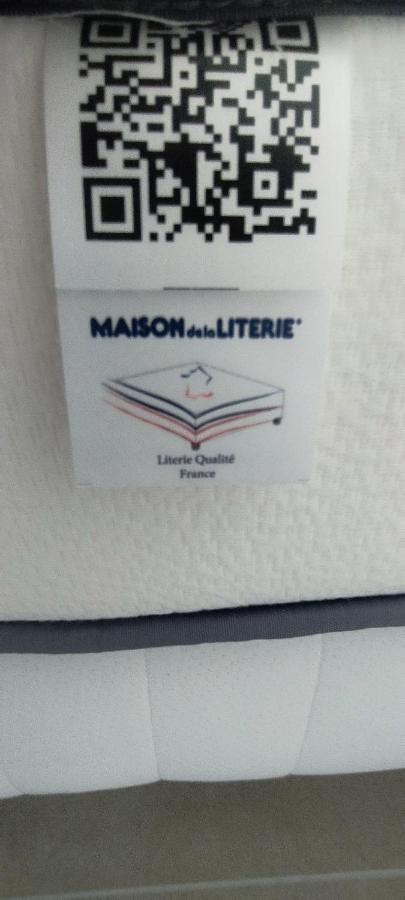 MAISON de la LITERIE
Literie Qualité
France